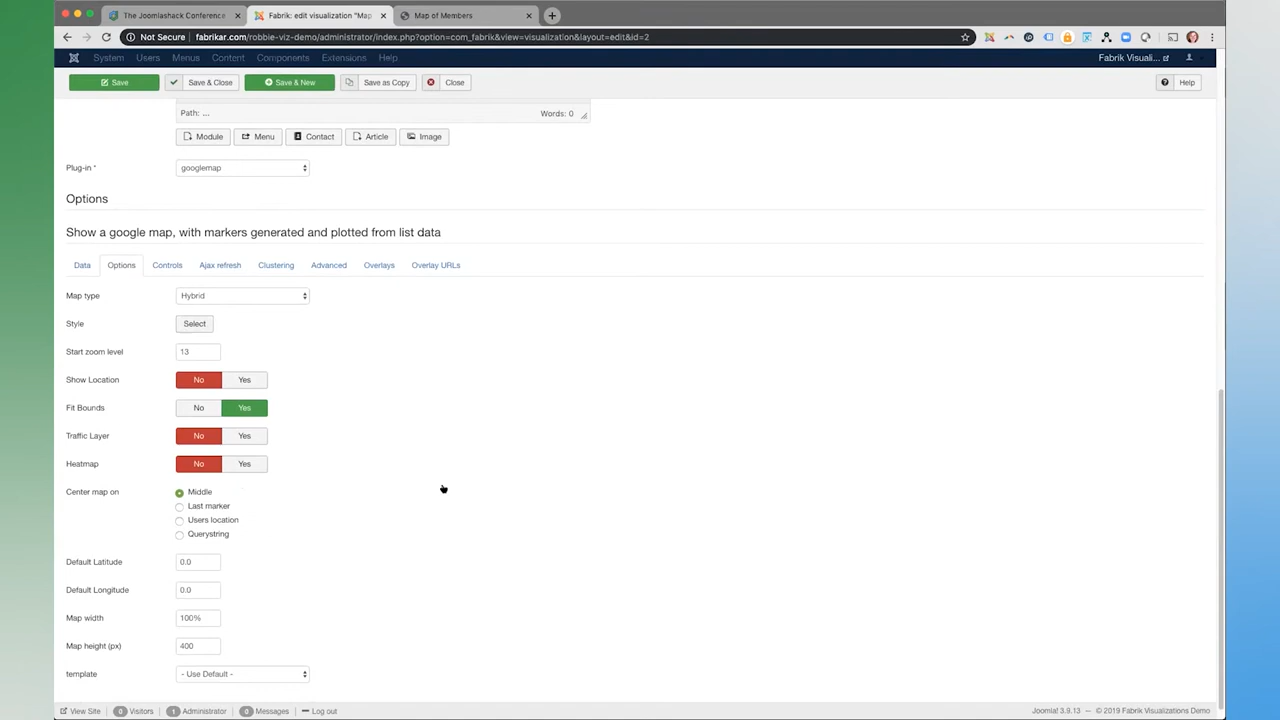 The Joomlashack Conference
Fabrik: edit visualization "Map
Map of Members
Not Secure
fabrikar.com/robbie-viz-demo/administrator/index.php?option=com_fabrik&view=visualization&layout=edit&id=2
System Users Menus Content Components Extensions Help
Fabrik Visuali...
Save Save & Close Save & New Save as Copy Close Help
Path: ... Words: 0
Module Menu Contact Article Image
Plug-in * googlemap
Options
Show a google map, with markers generated and plotted from list data
Data Options Controls Ajax refresh Clustering Advanced Overlays Overlay URLs
Map type Hybrid
Style Select
Start zoom level 13
Show Location No Yes
Fit Bounds No Yes
Traffic Layer No Yes
Heatmap No Yes
Center map on Middle
Last marker
Users location
Querystring
Default Latitude 0.0
Default Longitude 0.0
Map width 100%
Map height (px) 400
template - Use Default -
View Site 0 Visitors 1 Administrator 0 Messages Log out Joomla! 3.9.13 — © 2019 Fabrik Visualizations Demo